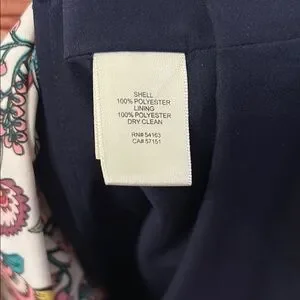 SHELL
100% POLYESTER
LINING
100% POLYESTER
DRY CLEAN
RN# 54163
CA# 57151